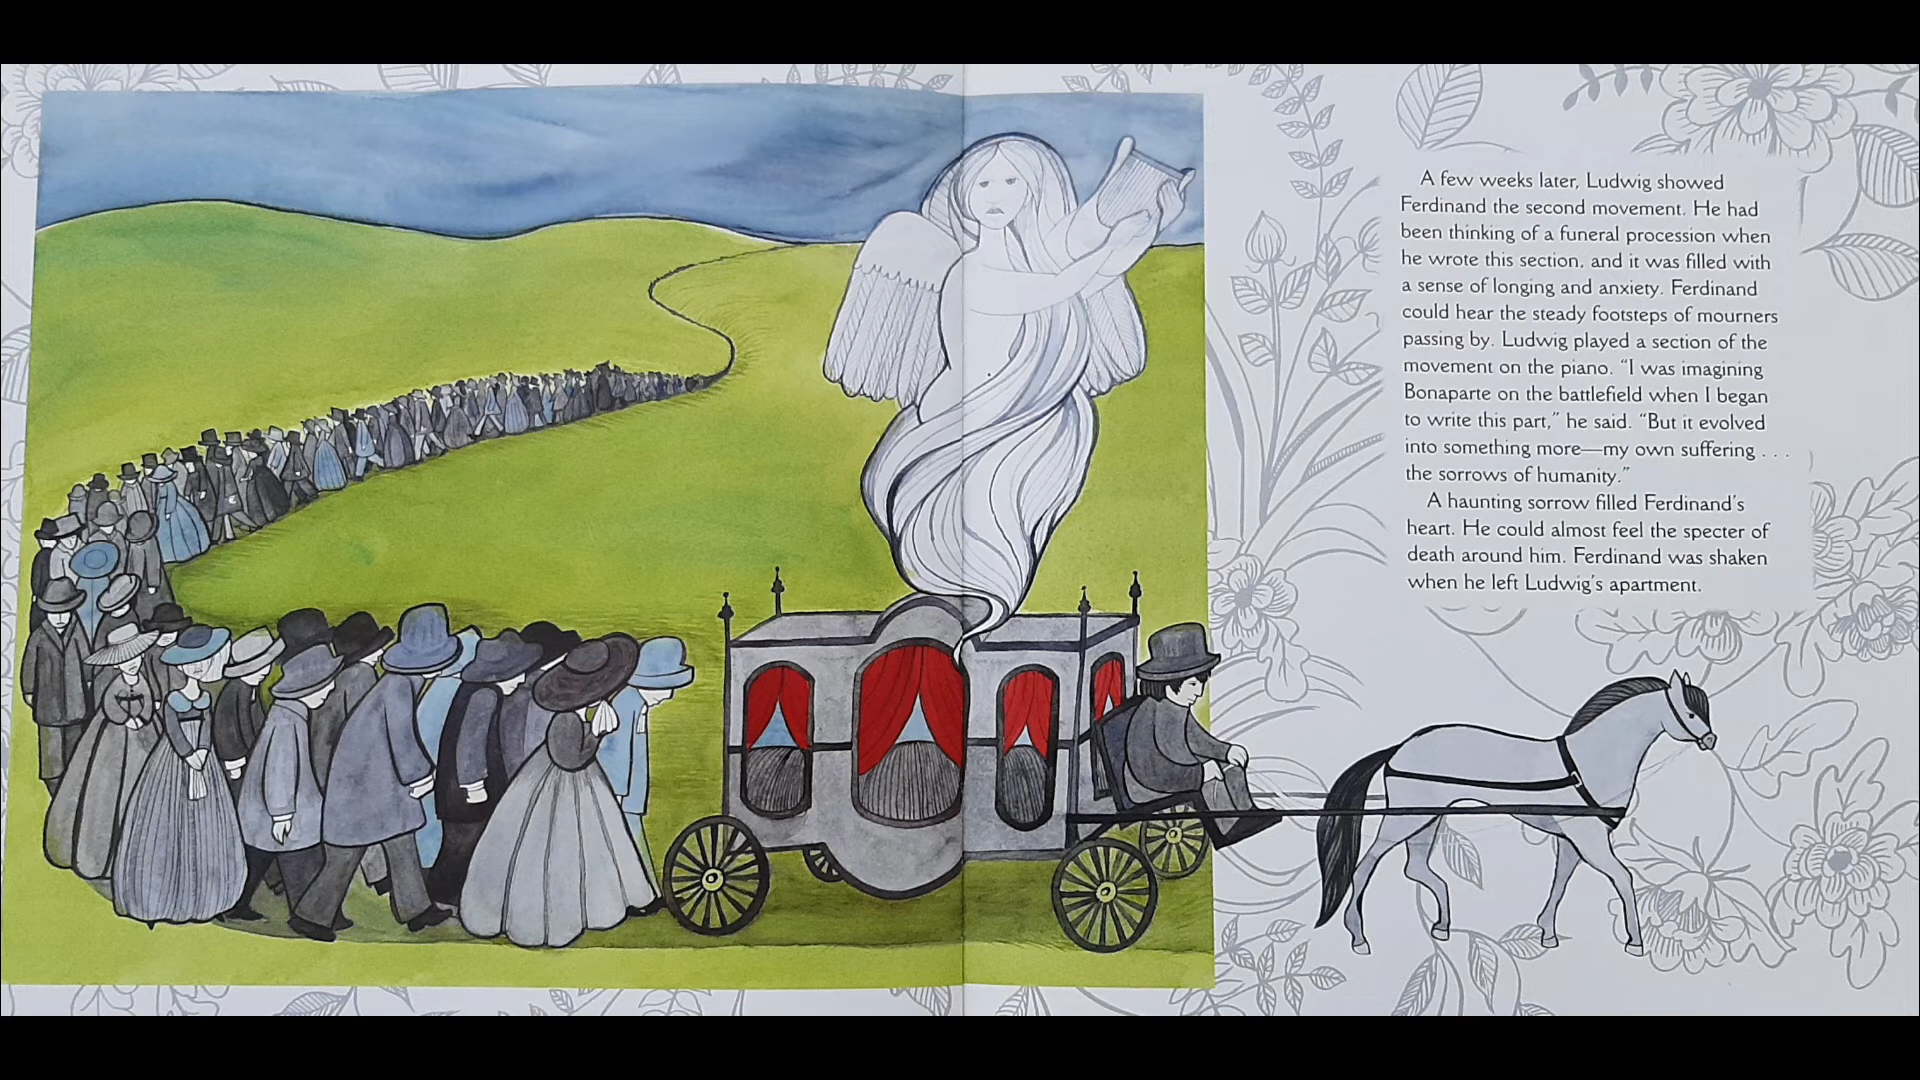 A few weeks later, Ludwig showed
Ferdinand the second movement. He had
been thinking of a funeral procession when
he wrote this section, and it was filled with
a sense of longing and anxiety. Ferdinand
could hear the steady footsteps of mourners
passing by. Ludwig played a section of the
movement on the piano. “I was imagining
Bonaparte on the battlefield when I began
to write this part,” he said. “But it evolved
into something more—my own suffering . . .
the sorrows of humanity.”
A haunting sorrow filled Ferdinand’s
heart. He could almost feel the specter of
death around him. Ferdinand was shaken
when he left Ludwig’s apartment.